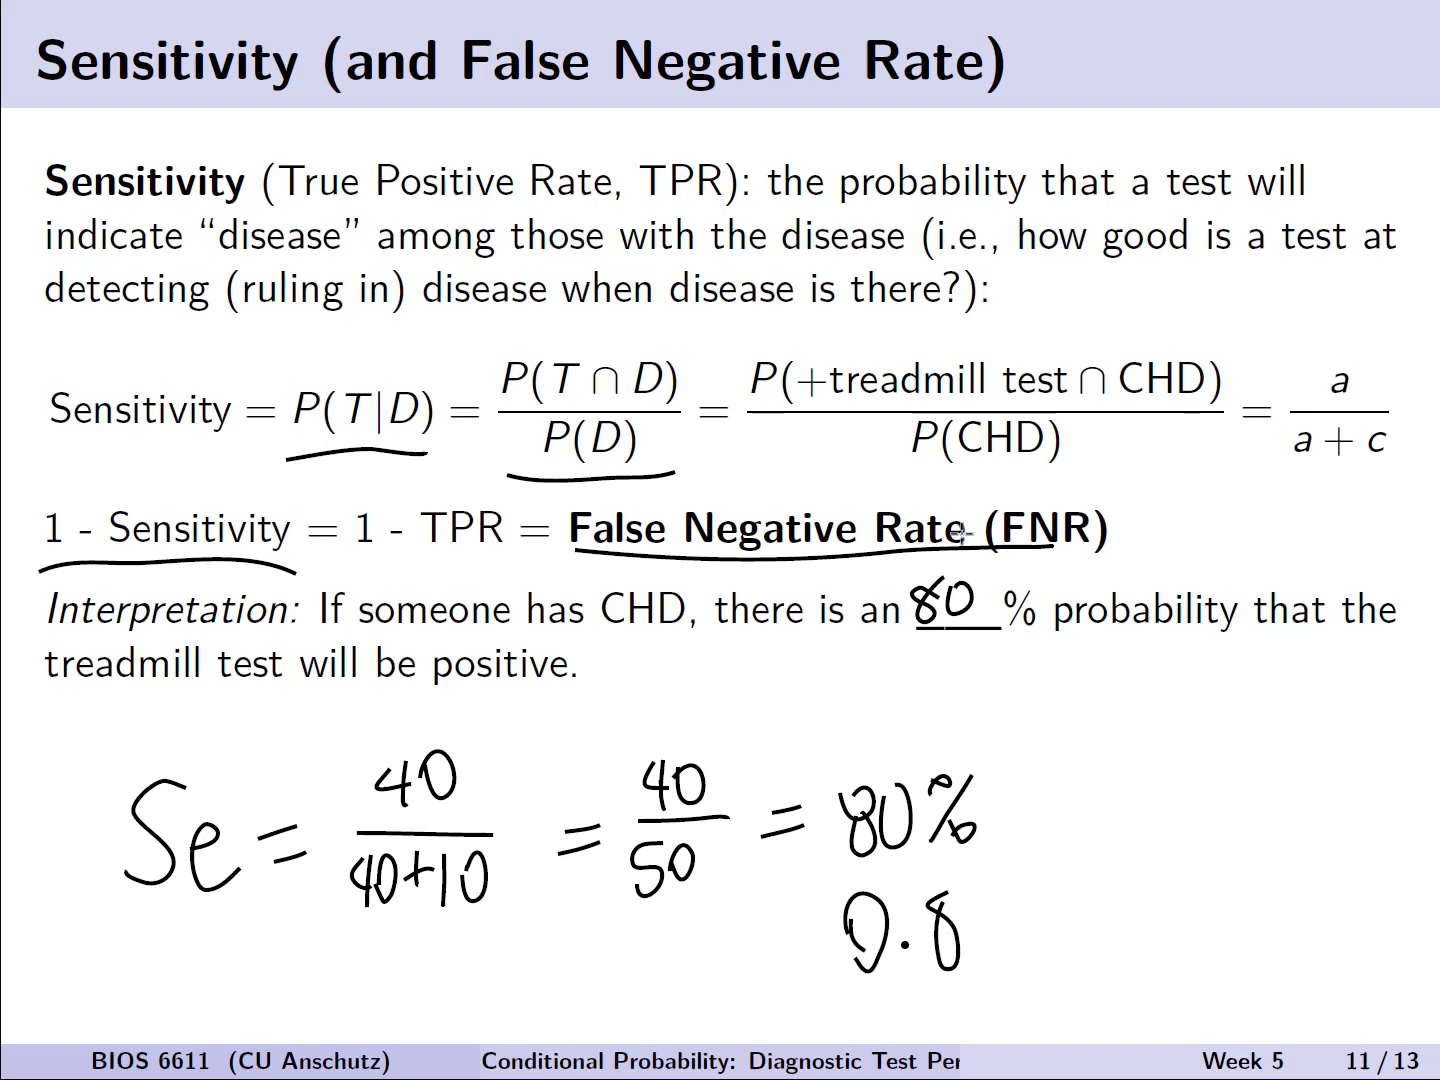 Sensitivity (and False Negative Rate)
Sensitivity (True Positive Rate, TPR): the probability that a test will
indicate “disease” among those with the disease (i.e., how good is a test at
detecting (ruling in) disease when disease is there?):
Sensitivity = P(T|D) = P(T ∩ D) / P(D) = P(+treadmill test ∩ CHD) / P(CHD) = a / a + c
1 - Sensitivity = 1 - TPR = False Negative Rate (FNR)
Interpretation: If someone has CHD, there is an 80 % probability that the
treadmill test will be positive.
Se = 40 / 40+10 = 40 / 50 = 80%
0.8
BIOS 6611 (CU Anschutz) Conditional Probability: Diagnostic Test Per Week 5 11 / 13